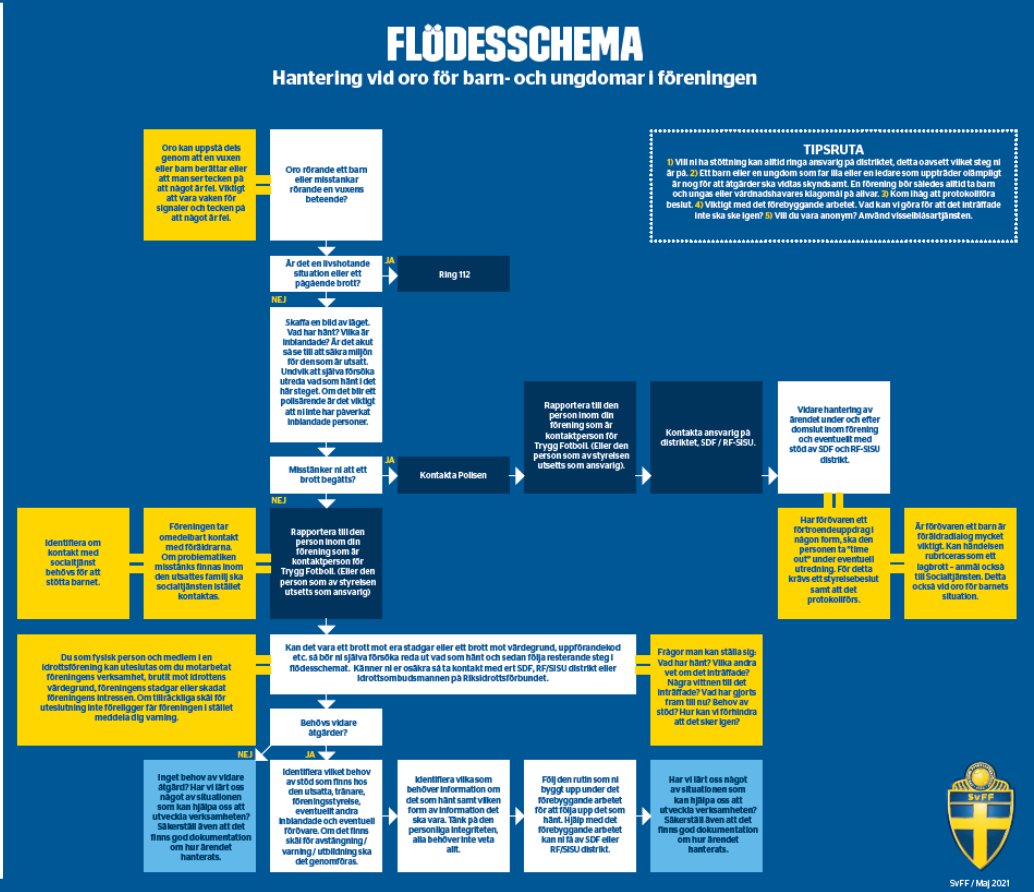 FLÖDESSCHEMA
Hantering vid oro för barn- och ungdomar i föreningen
Oro kan uppstå dels
genom att en vuxen
eller barn berättar eller
att man ser tecken på
att något är fel. Viktigt
att vara vaken för
signaler och tecken på
att något är fel.
Oro rörande ett barn
eller misstankar
rörande en vuxens
beteende?
TIPSRUTA
1) Vill ni ha stöttning kan alltid ringa ansvarig på distriktet, detta oavsett vilket steg ni
är på. 2) Ett barn eller en ungdom som far illa eller en ledare som uppträder olämpligt
är nog för att åtgärder ska vidtas skyndsamt. En förening bör således alltid ta barn
och ungas eller vårdnadshavares klagomål på allvar. 3) Kom ihåg att protokollföra
beslut. 4) Viktigt med det förebyggande arbetet. Vad kan vi göra för att det inträffade
inte ska ske igen? 5) Vill du vara anonym? Använd visselblåsartjänsten.
Är det en livshotande
situation eller ett
pågående brott?
JA
Ring 112
NEJ
Skaffa en bild av läget.
Vad har hänt? Vilka är
inblandade? Är det akut
så se till att säkra miljön
för den som är utsatt.
Undvik att själva försöka
utreda vad som hänt i det
här steget. Om det blir ett
polisärende är det viktigt
att ni inte har påverkat
inblandade personer.
Misstänker ni att ett
brott begåtts?
JA
Kontakta Polisen
Rapportera till den
person inom din
förening som är
kontaktperson för
Trygg Fotboll. (Eller den
person som av styrelsen
utsetts som ansvarig).
Kontakta ansvarig på
distriktet, SDF / RF-SISU.
Vidare hantering av
ärendet under och efter
domslut inom förening
och eventuellt med
stöd av SDF och RF-SISU
distrikt.
NEJ
Identifiera om
kontakt med
socialtjänst
behövs för att
stötta barnet.
Föreningen tar
omedelbart kontakt
med föräldrarna.
Om problematiken
misstänks finnas inom
den utsattes familj ska
socialtjänsten istället
kontaktas.
Rapportera till den
person inom din
förening som är
kontaktperson för
Trygg Fotboll. (Eller den
person som av styrelsen
utsetts som ansvarig)
Har förövaren ett
förtroendeuppdrag i
någon form, ska den
personen ta "time
out" under eventuell
utredning. För detta
krävs ett styrelsebeslut
samt att det
protokollförs.
Är förövaren ett barn är
föräldradialog mycket
viktigt. Kan händelsen
rubriceras som ett
lagbrott – anmäl också
till Socialtjänsten. Detta
också vid oro för barnets
situation.
Du som fysisk person och medlem i en
idrottsförening kan uteslutas om du motarbetat
föreningens verksamhet, brutit mot idrottens
värdegrund, föreningens stadgar eller skadat
föreningens intressen. Om tillräckliga skäl för
uteslutning inte föreligger får föreningen i stället
meddela dig varning.
Kan det vara ett brott mot era stadgar eller ett brott mot värdegrund, uppförandekod
etc. så bör ni själva försöka reda ut vad som hänt och sedan följa resterande steg i
flödesschemat. Känner ni er osäkra så ta kontakt med ert SDF, RF/SISU distrikt eller
Idrottsombudsmannen på Riksidrottsförbundet.
Frågor man kan ställa sig:
Vad har hänt? Vilka andra
vet om det inträffade?
Några vittnen till det
inträffade? Vad har gjorts
fram till nu? Behov av
stöd? Hur kan vi förhindra
att det sker igen?
Behövs vidare
åtgärder?
NEJ
JA
Inget behov av vidare
åtgärd? Har vi lärt oss
något av situationen
som kan hjälpa oss att
utveckla verksamheten?
Säkerställ även att det
finns god dokumentation
om hur ärendet
hanterats.
Identifiera vilket behov
av stöd som finns hos
den utsatta, tränare,
föreningsstyrelse,
eventuellt andra
inblandade och eventuell
förövare. Om det finns
skäl för avstängning /
varning / utbildning ska
det genomföras.
Identifiera vilka som
behöver information om
det som hänt samt vilken
form av information det
ska vara. Tänk på den
personliga integriteten,
alla behöver inte veta
allt.
Följ den rutin som ni
byggt upp under det
förebyggande arbetet
för att följa upp det som
hänt. Hjälp med det
förebyggande arbetet
kan ni få av SDF eller
RF/SISU distrikt.
Har vi lärt oss något
av situationen som
kan hjälpa oss att
utveckla verksamheten?
Säkerställ även att det
finns god dokumentation
om hur ärendet
hanterats.
SvFF
SvFF / Maj 2021